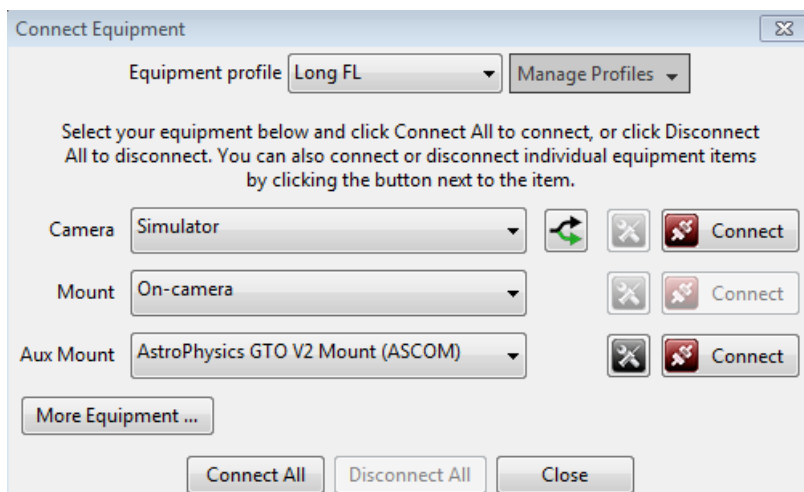 Connect Equipment
Equipment profile Long FL Manage Profiles
Select your equipment below and click Connect All to connect, or click Disconnect
All to disconnect. You can also connect or disconnect individual equipment items
by clicking the button next to the item.
Camera Simulator Connect
Mount On-camera Connect
Aux Mount AstroPhysics GTO V2 Mount (ASCOM) Connect
More Equipment ...
Connect All Disconnect All Close